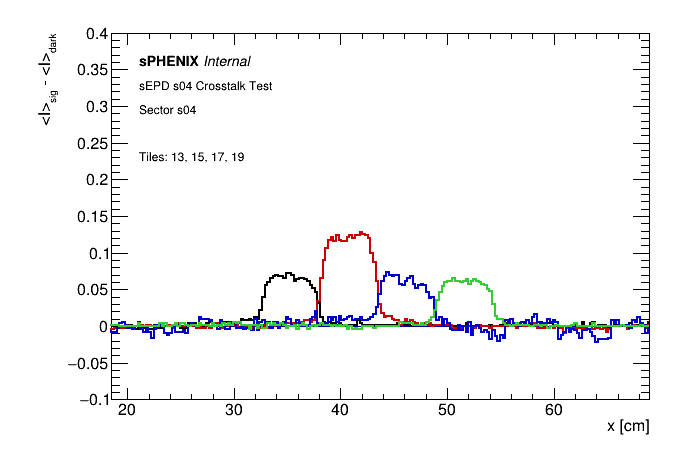 0.4
<I>sig - <I>dark
0.35
sPHENIX Internal
sEPD s04 Crosstalk Test
0.3
Sector s04
0.25
Tiles: 13, 15, 17, 19
0.2
0.15
0.1
0.05
0
−0.05
−0.1
20 30 40 50 60
x [cm]